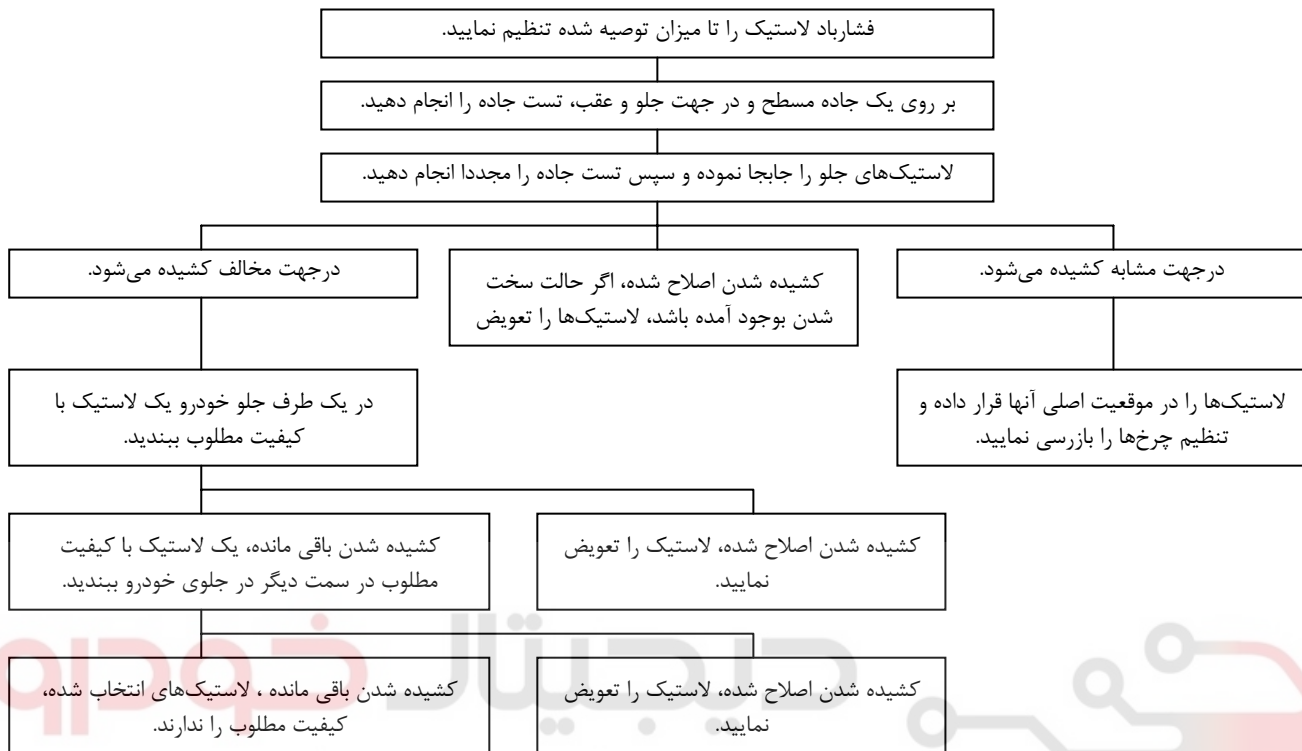 فشارباد لاستیک را تا میزان توصیه شده تنظیم نمایید.
بر روی یک جاده مسطح و در جهت جلو و عقب، تست جاده را انجام دهید.
لاستیک‌های جلو را جابجا نموده و سپس تست جاده را مجددا انجام دهید.
درجهت مشابه کشیده می‌شود.
کشیده شدن اصلاح شده، اگر حالت سخت
شدن بوجود آمده باشد، لاستیک‌ها را تعویض
درجهت مخالف کشیده می‌شود.
لاستیک‌ها را در موقعیت اصلی آنها قرار داده و
تنظیم چرخ‌ها را بازرسی نمایید.
در یک طرف جلو خودرو یک لاستیک با
کیفیت مطلوب ببندید.
کشیده شدن اصلاح شده، لاستیک را تعویض
نمایید.
کشیده شدن باقی مانده، یک لاستیک با کیفیت
مطلوب در سمت دیگر در جلوی خودرو ببندید.
کشیده شدن اصلاح شده، لاستیک را تعویض
نمایید.
کشیده شدن باقی مانده ، لاستیک‌های انتخاب شده،
کیفیت مطلوب را ندارند.
دیجیتال خودرو